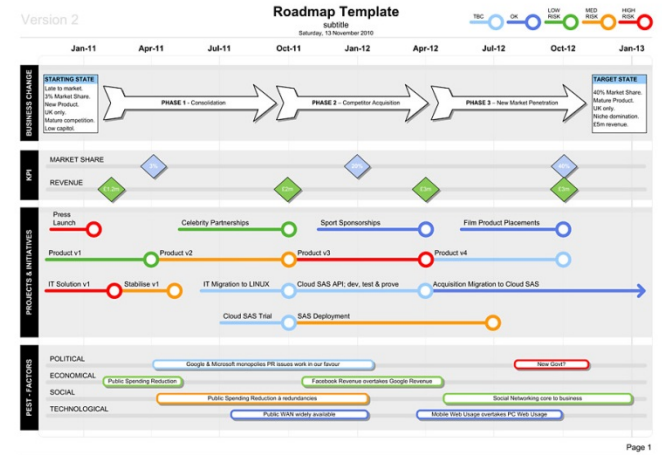 Version 2
Roadmap Template
subtitle
Saturday, 13 November 2010
TBC
OK
LOW
RISK
MED
RISK
HIGH
RISK
Jan-11 Apr-11 Jul-11 Oct-11 Jan-12 Apr-12 Jul-12 Oct-12 Jan-13
BUSINESS CHANGE
STARTING STATE
Late to market.
3% Market Share.
New Product.
UK only.
Mature competition.
Low capitol.
PHASE 1 - Consolidation
PHASE 2 – Competitor Acquisition
PHASE 3 – New Market Penetration
TARGET STATE
40% Market Share.
Mature Product.
UK only.
Niche domination.
£5m revenue.
KPI
MARKET SHARE
REVENUE
£1.2m
£2m
£3m
£5m
PROJECTS & INITIATIVES
Press
Launch
Celebrity Partnerships
Sport Sponsorships
Film Product Placements
Product v1
Product v2
Product v3
Product v4
IT Solution v1
Stabilise v1
IT Migration to LINUX
Cloud SAS API; dev, test & prove
Acquisition Migration to Cloud SAS
Cloud SAS Trial
SAS Deployment
PEST - FACTORS
POLITICAL
Google & Microsoft monopolies PR issues work in our favour
New Govt?
ECONOMICAL
Public Spending Reduction
Facebook Revenue overtakes Google Revenue
SOCIAL
Public Spending Reduction à redundancies
Social Networking core to business
TECHNOLOGICAL
Public WAN widely available
Mobile Web Usage overtakes PC Web Usage
Page 1